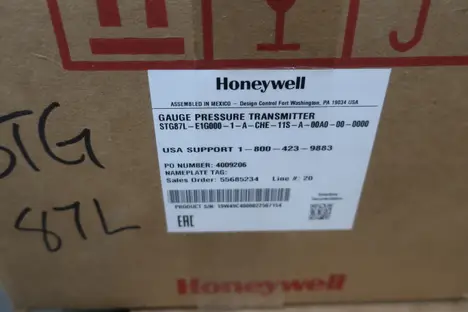 Honeywell
ASSEMBLED IN MEXICO - Design Control Fort Washington, PA 19034 USA
GAUGE PRESSURE TRANSMITTER
STG87L-E1G000-1-A-CHE-11S-A-00A0-00-0000
USA SUPPORT 1-800-423-9883
PO NUMBER: 4009206
NAMEPLATE TAG:
Sales Order: 55685234 Line #: 20
PRODUCT S/N:
EAC
STG
87L
Honeywell